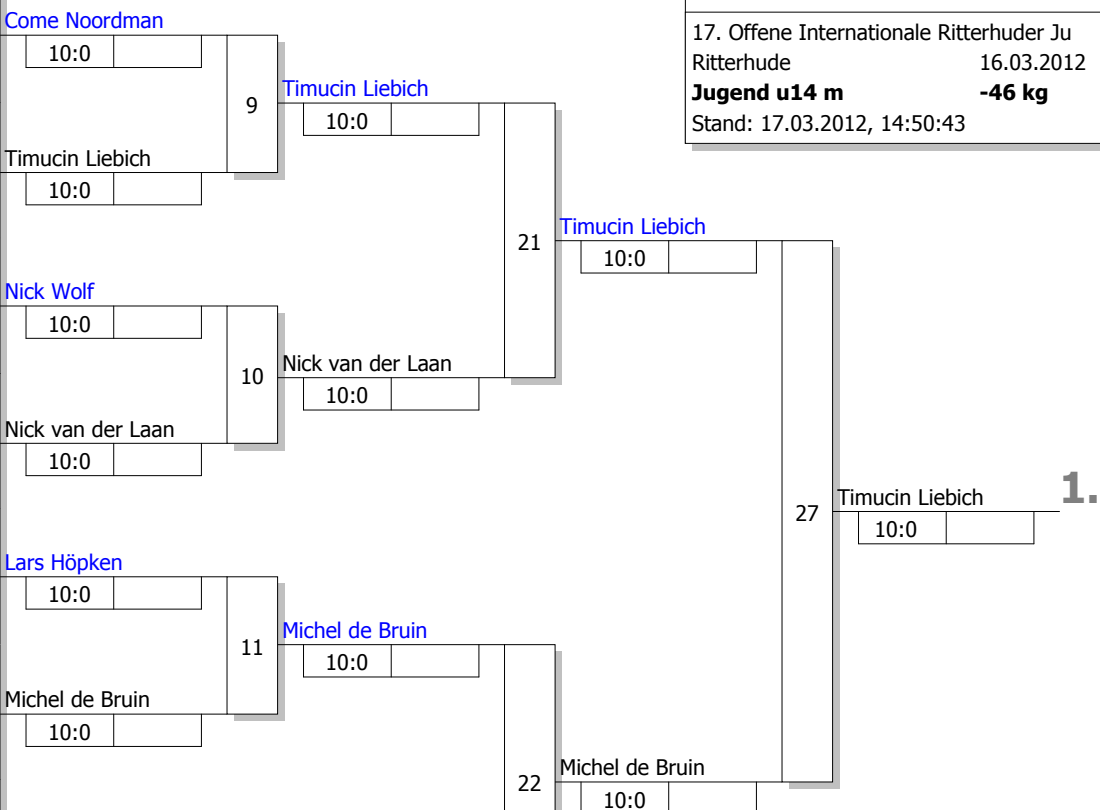 Come Noordman
10:0
9
Timucin Liebich
10:0
Timucin Liebich
10:0
17. Offene Internationale Ritterhuder Ju
Ritterhude 16.03.2012
Jugend u14 m -46 kg
Stand: 17.03.2012, 14:50:43
21
Timucin Liebich
10:0
Nick Wolf
10:0
10
Nick van der Laan
10:0
Nick van der Laan
10:0
27
Timucin Liebich
10:0
1.
Lars Höpken
10:0
11
Michel de Bruin
10:0
Michel de Bruin
10:0
22
Michel de Bruin
10:0